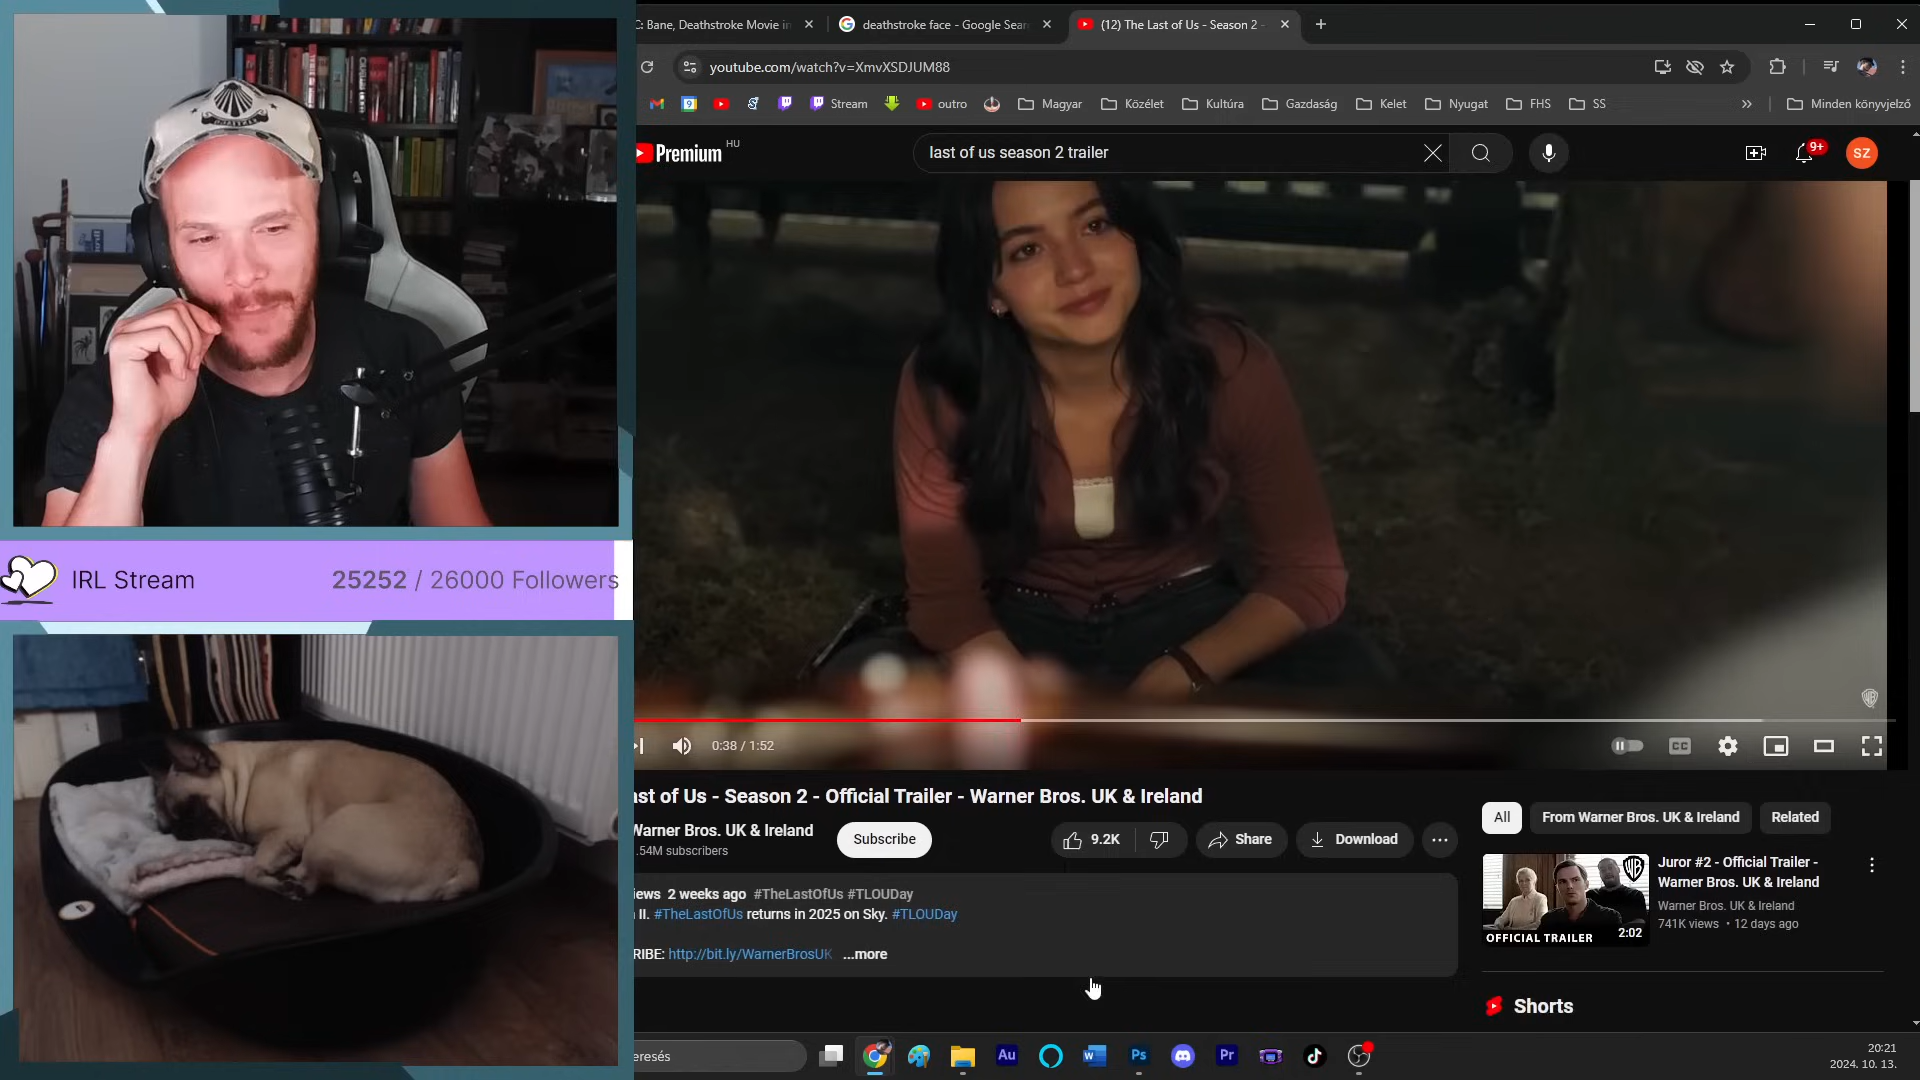 C: Bane, Deathstroke Movie in
deathstroke face - Google Sear
(12) The Last of Us - Season 2 -
youtube.com/watch?v=XmvXSDJUM88
Stream
outro
Magyar
Közélet
Kultúra
Gazdaság
Kelet
Nyugat
FHS
SS
Minden könyvjelző
Premium
HU
last of us season 2 trailer
9+
SZ
IRL Stream
25252 / 26000 Followers
0:38 / 1:52
CC
ast of Us - Season 2 - Official Trailer - Warner Bros. UK & Ireland
Warner Bros. UK & Ireland
.54M subscribers
Subscribe
9.2K
Share
Download
iews 2 weeks ago #TheLastOfUs #TLOUDay
II. #TheLastOfUs returns in 2025 on Sky. #TLOUDay
RIBE: http://bit.ly/WarnerBrosUK ...more
All
From Warner Bros. UK & Ireland
Related
OFFICIAL TRAILER
2:02
Juror #2 - Official Trailer -
Warner Bros. UK & Ireland
Warner Bros. UK & Ireland
741K views • 12 days ago
Shorts
eresés
Au
W
Ps
Pr
20:21
2024. 10. 13.